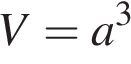 V = a³